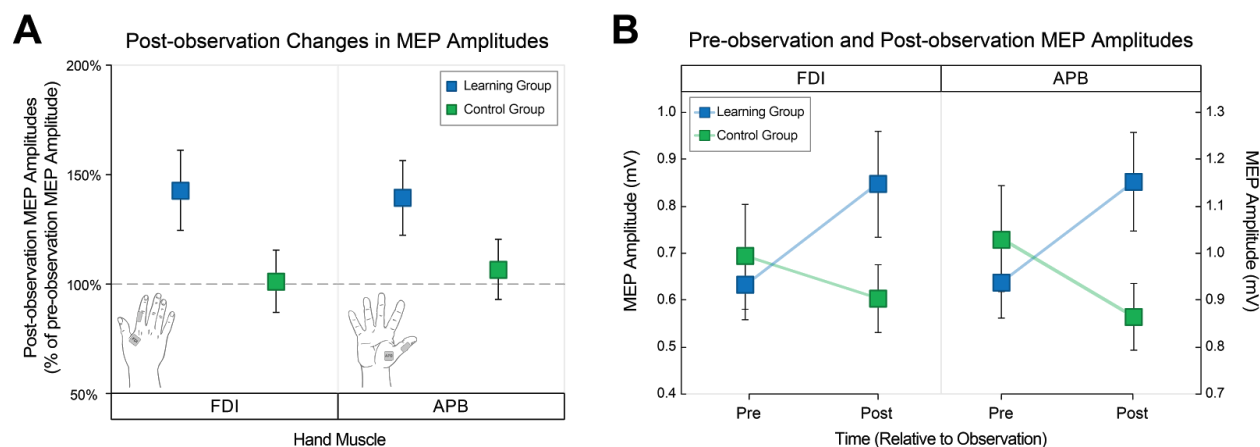 A
Post-observation Changes in MEP Amplitudes
Post-observation MEP Amplitudes
(% of pre-observation MEP Amplitude)
200%
150%
100%
50%
Learning Group
Control Group
FDI
APB
Hand Muscle
B
Pre-observation and Post-observation MEP Amplitudes
FDI
APB
Learning Group
Control Group
MEP Amplitude (mV)
1.0
0.9
0.8
0.7
0.6
0.5
0.4
1.3
1.2
1.1
1.0
0.9
0.8
0.7
MEP Amplitude (mV)
Pre
Post
Pre
Post
Time (Relative to Observation)